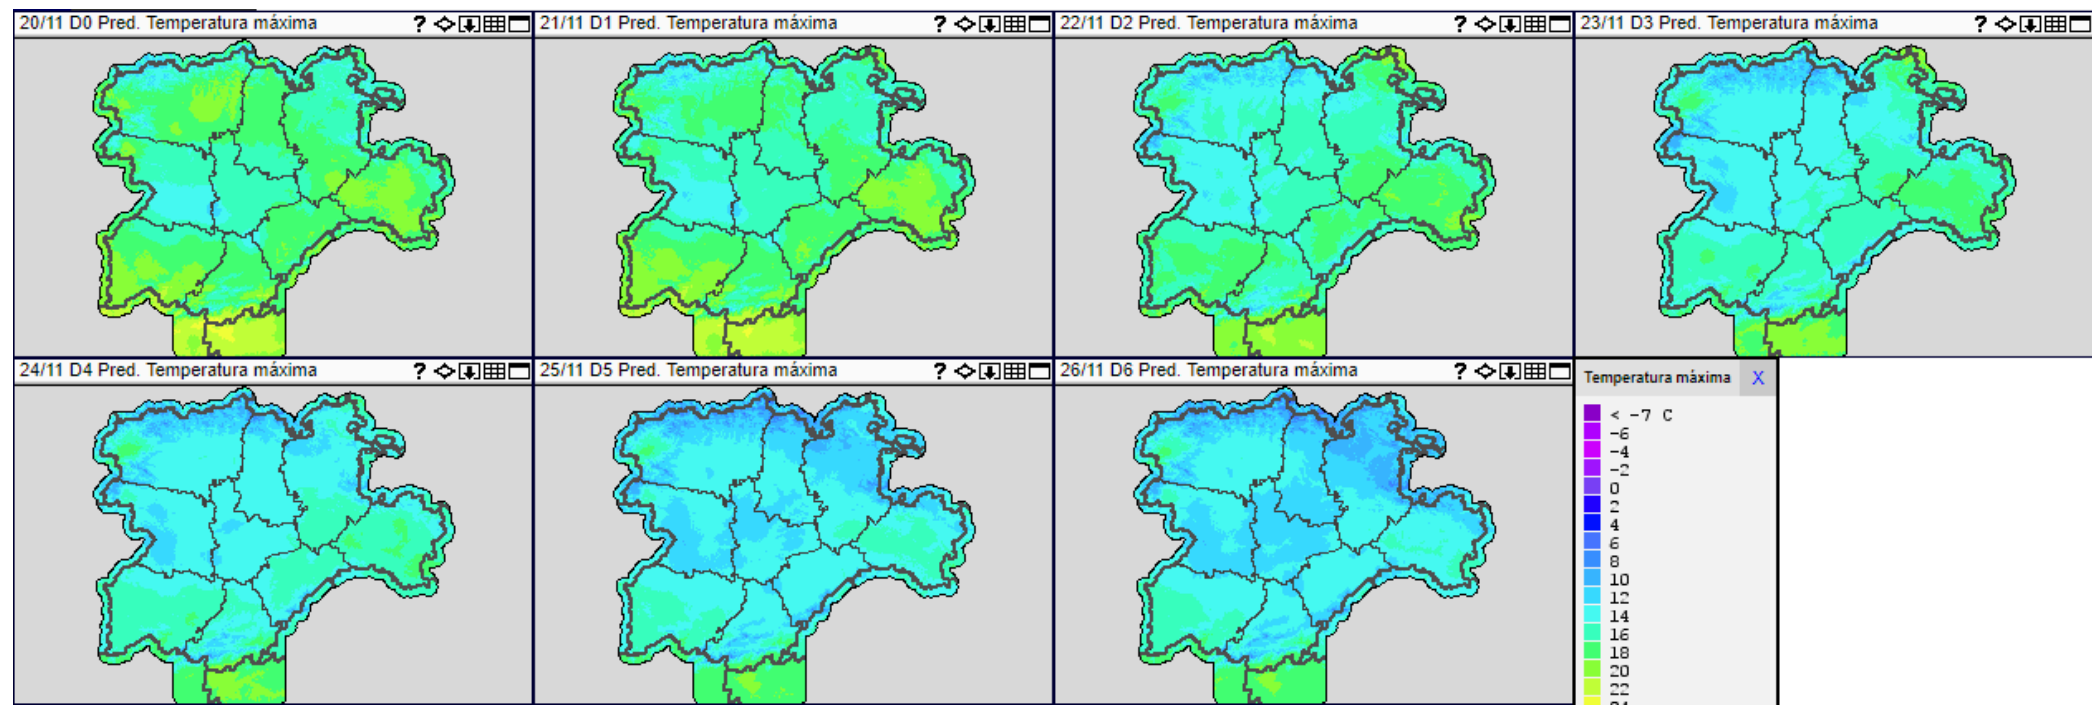 20/11 D0 Pred. Temperatura máxima ?
21/11 D1 Pred. Temperatura máxima ?
22/11 D2 Pred. Temperatura máxima ?
23/11 D3 Pred. Temperatura máxima ?
24/11 D4 Pred. Temperatura máxima ?
25/11 D5 Pred. Temperatura máxima ?
26/11 D6 Pred. Temperatura máxima ?
Temperatura máxima X
< -7 C
-6
-4
-2
0
2
4
6
8
10
12
14
16
18
20
22
24